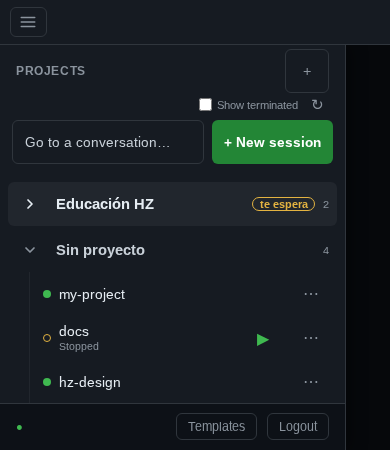 PROJECTS
+
Show terminated ↻
Go to a conversation…
+ New session
Educación HZ te espera 2
Sin proyecto 4
my-project ⋯
docs ▶ ⋯
Stopped
hz-design ⋯
Templates Logout